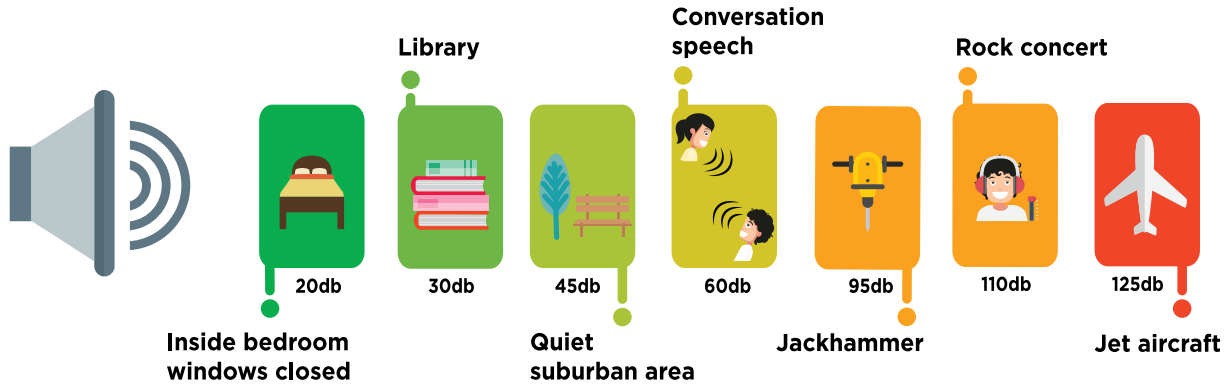 Library
Conversation
speech
Rock concert
20db
30db
45db
60db
95db
110db
125db
Inside bedroom
windows closed
Quiet
suburban area
Jackhammer
Jet aircraft